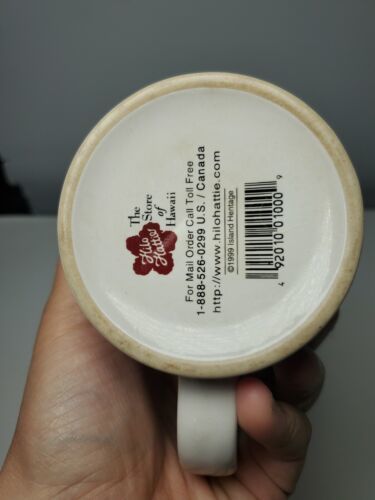 Hilo
Hattie
The
Store
of
Hawaii
For Mail Order Call Toll Free
1-888-526-0299 U.S. / Canada
http://www.hilohattie.com
©1999 Island Heritage
4 92010 01000 9